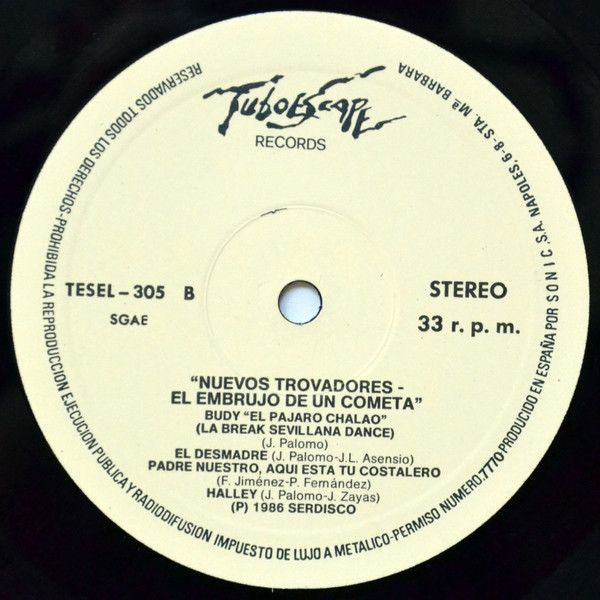 TuboEscape
RECORDS
TESEL-305 B
SGAE
STEREO
33 r. p. m.
"NUEVOS TROVADORES -
EL EMBRUJO DE UN COMETA"
BUDY "EL PAJARO CHALAO"
(LA BREAK SEVILLANA DANCE)
(J. Palomo)
EL DESMADRE (J. Palomo-J.L. Asensio)
PADRE NUESTRO, AQUI ESTA TU COSTALERO
(F. Jiménez-P. Fernández)
HALLEY (J. Palomo-J. Zayas)
(P) 1986 SERDISCO
RESERVADOS TODOS LOS DERECHOS-PROHIBIDA LA REPRODUCCION EJECUCION PUBLICA Y RADIODIFUSION IMPUESTO DE LUJO A METALICO-PERMISO NUMERO.7770 PRODUCIDO EN ESPAÑA POR S O N I C S.A. NAPOLES, 6-8-STA. Mª BARBARA